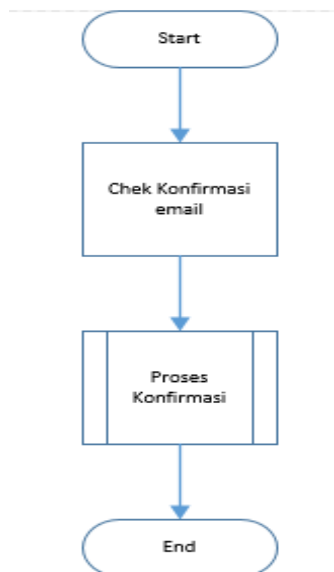 Start
Chek Konfirmasi
email
Proses
Konfirmasi
End